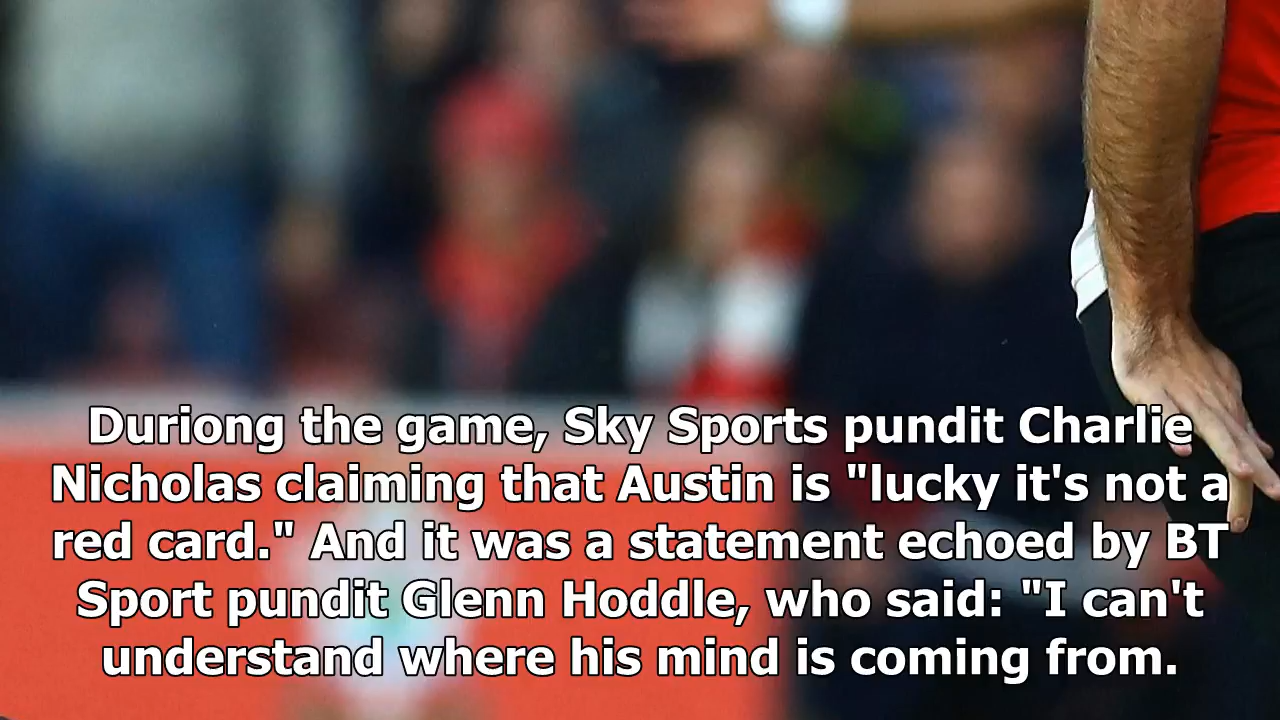 Duriong the game, Sky Sports pundit Charlie
Nicholas claiming that Austin is "lucky it's not a
red card." And it was a statement echoed by BT
Sport pundit Glenn Hoddle, who said: "I can't
understand where his mind is coming from.